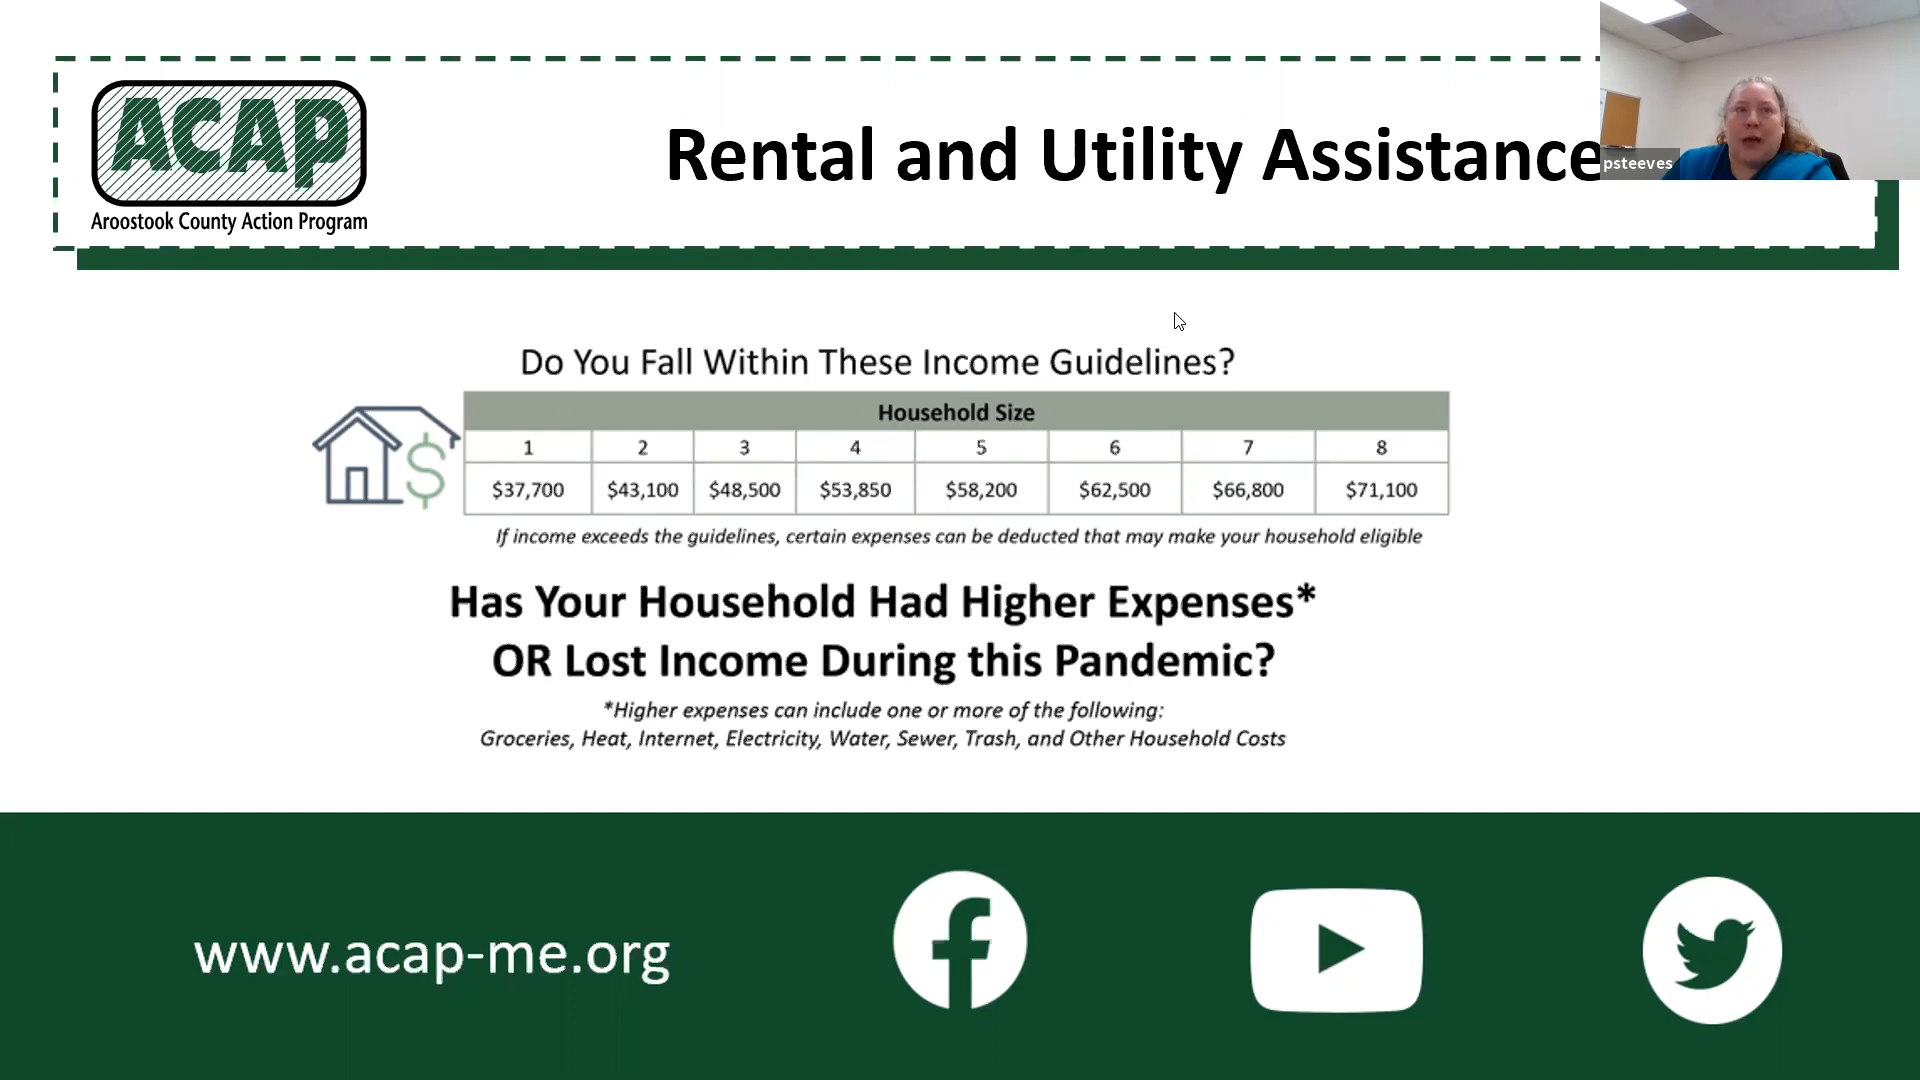 ACAP
Aroostook County Action Program
Rental and Utility Assistance
psteeves
Do You Fall Within These Income Guidelines?
Household Size
1 2 3 4 5 6 7 8
$37,700 $43,100 $48,500 $53,850 $58,200 $62,500 $66,800 $71,100
If income exceeds the guidelines, certain expenses can be deducted that may make your household eligible
Has Your Household Had Higher Expenses*
OR Lost Income During this Pandemic?
*Higher expenses can include one or more of the following:
Groceries, Heat, Internet, Electricity, Water, Sewer, Trash, and Other Household Costs
www.acap-me.org